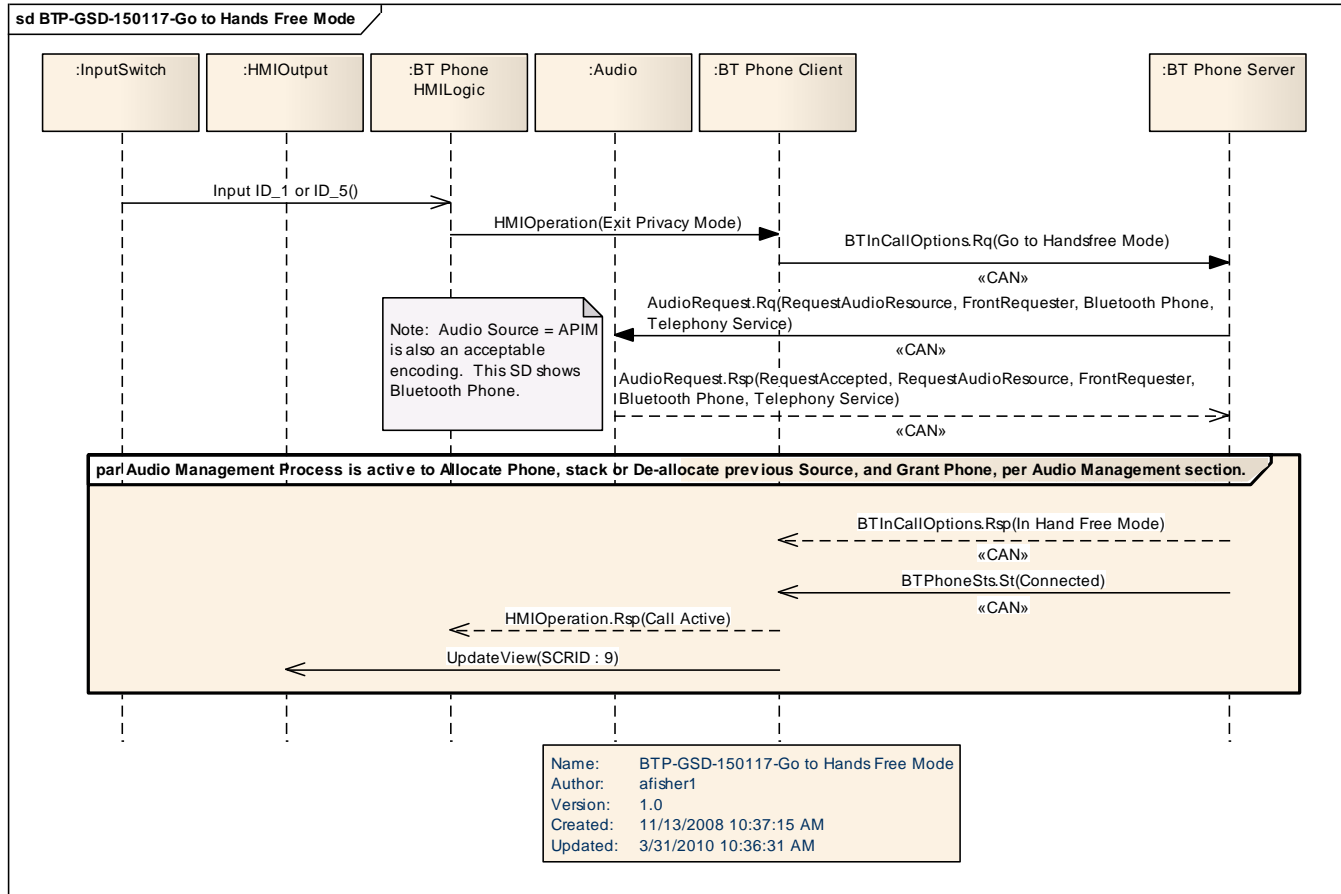 sd BTP-GSD-150117-Go to Hands Free Mode
:InputSwitch
:HMIOutput
:BT Phone
HMILogic
:Audio
:BT Phone Client
:BT Phone Server
Input ID_1 or ID_5()
HMIOperation(Exit Privacy Mode)
BTInCallOptions.Rq(Go to Handsfree Mode)
«CAN»
AudioRequest.Rq(RequestAudioResource, FrontRequester, Bluetooth Phone,
Telephony Service)
«CAN»
Note: Audio Source = APIM
is also an acceptable
encoding. This SD shows
Bluetooth Phone.
AudioRequest.Rsp(RequestAccepted, RequestAudioResource, FrontRequester,
Bluetooth Phone, Telephony Service)
«CAN»
par Audio Management Process is active to Allocate Phone, stack or De-allocate previous Source, and Grant Phone, per Audio Management section.
BTInCallOptions.Rsp(In Hand Free Mode)
«CAN»
BTPhoneSts.St(Connected)
«CAN»
HMIOperation.Rsp(Call Active)
UpdateView(SCRID : 9)
Name: BTP-GSD-150117-Go to Hands Free Mode
Author: afisher1
Version: 1.0
Created: 11/13/2008 10:37:15 AM
Updated: 3/31/2010 10:36:31 AM